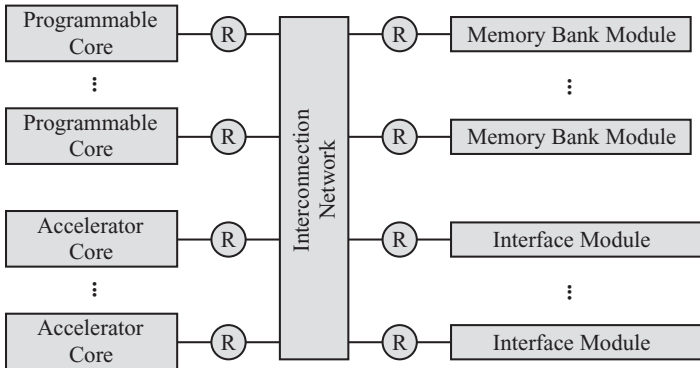 Programmable
Core
R
R
Memory Bank Module
Programmable
Core
R
R
Memory Bank Module
Interconnection
Network
Accelerator
Core
R
R
Interface Module
Accelerator
Core
R
R
Interface Module